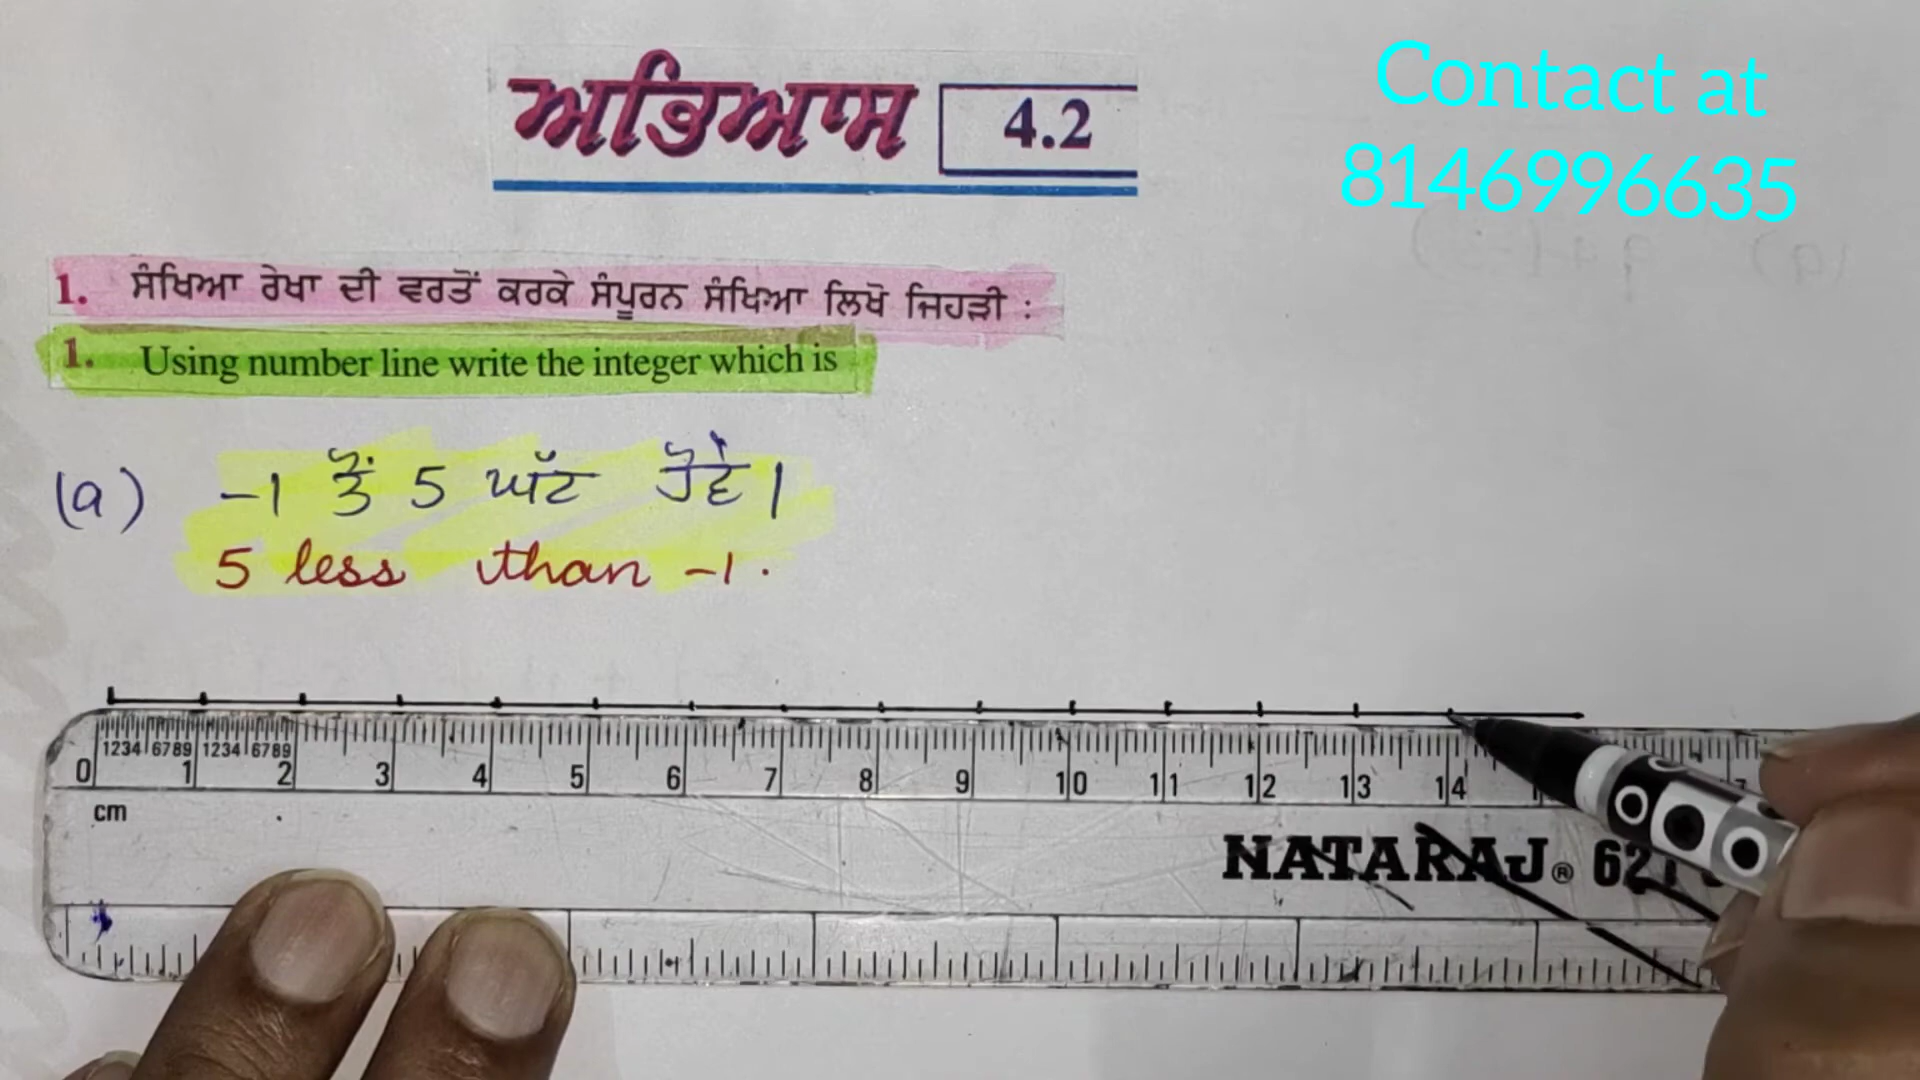 ਅਭਿਆਸ 4.2
Contact at
8146996635
1. ਸੰਖਿਆ ਰੇਖਾ ਦੀ ਵਰਤੋਂ ਕਰਕੇ ਸੰਪੂਰਨ ਸੰਖਿਆ ਲਿਖੋ ਜਿਹੜੀ :
1. Using number line write the integer which is
(a) -1 ਤੋਂ 5 ਘੱਟ ਹੋਵੇ।
5 less than -1.
1234 6789 1234 6789
0 1 2 3 4 5 6 7 8 9 10 11 12 13 14
cm
NATARAJ® 621